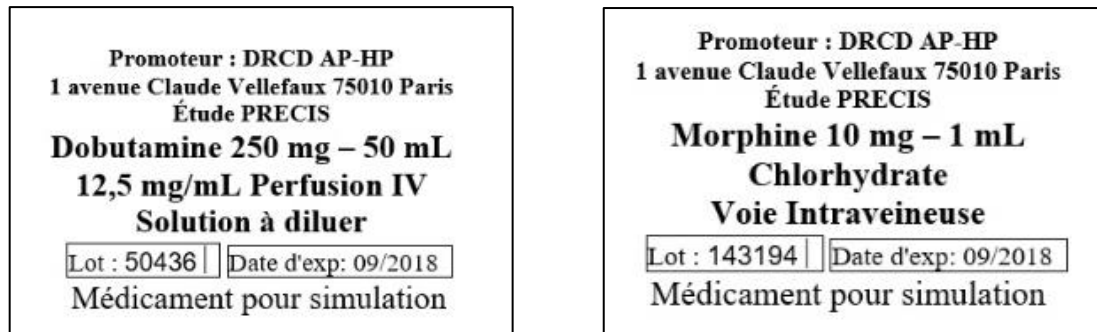 Promoteur : DRCD AP-HP
1 avenue Claude Vellefaux 75010 Paris
Étude PRECIS
Dobutamine 250 mg – 50 mL
12,5 mg/mL Perfusion IV
Solution à diluer
Lot : 50436 Date d'exp: 09/2018
Médicament pour simulation
Promoteur : DRCD AP-HP
1 avenue Claude Vellefaux 75010 Paris
Étude PRECIS
Morphine 10 mg – 1 mL
Chlorhydrate
Voie Intraveineuse
Lot : 143194 Date d'exp: 09/2018
Médicament pour simulation